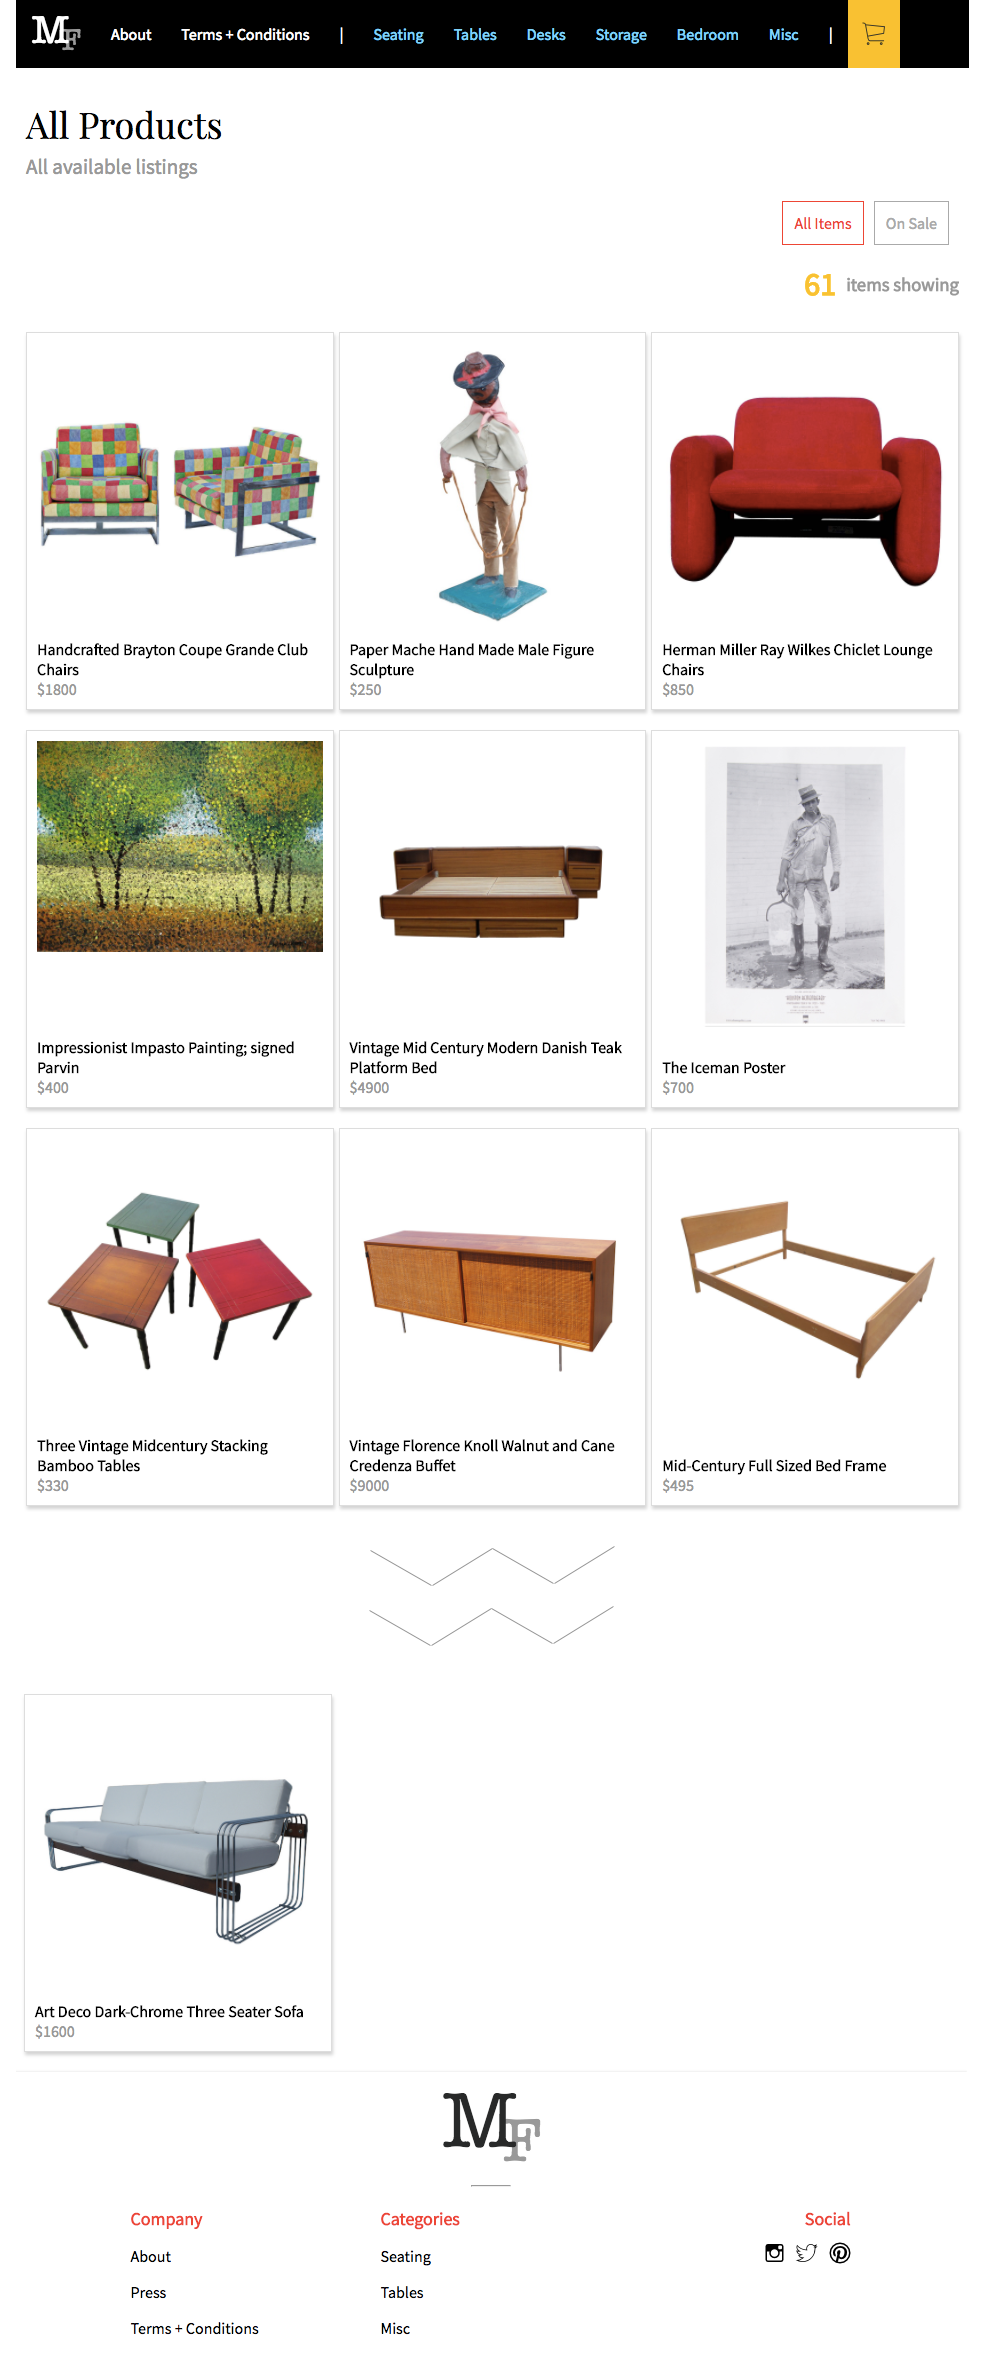 MF About Terms + Conditions | Seating Tables Desks Storage Bedroom Misc |
All Products
All available listings
All Items On Sale
61 items showing
Handcrafted Brayton Coupe Grande Club
Chairs
$1800
Paper Mache Hand Made Male Figure
Sculpture
$250
Herman Miller Ray Wilkes Chiclet Lounge
Chairs
$850
Impressionist Impasto Painting; signed
Parvin
$400
Vintage Mid Century Modern Danish Teak
Platform Bed
$4900
The Iceman Poster
$700
Three Vintage Midcentury Stacking
Bamboo Tables
$330
Vintage Florence Knoll Walnut and Cane
Credenza Buffet
$9000
Mid-Century Full Sized Bed Frame
$495
Art Deco Dark-Chrome Three Seater Sofa
$1600
MF
Company
About
Press
Terms + Conditions
Categories
Seating
Tables
Misc
Social